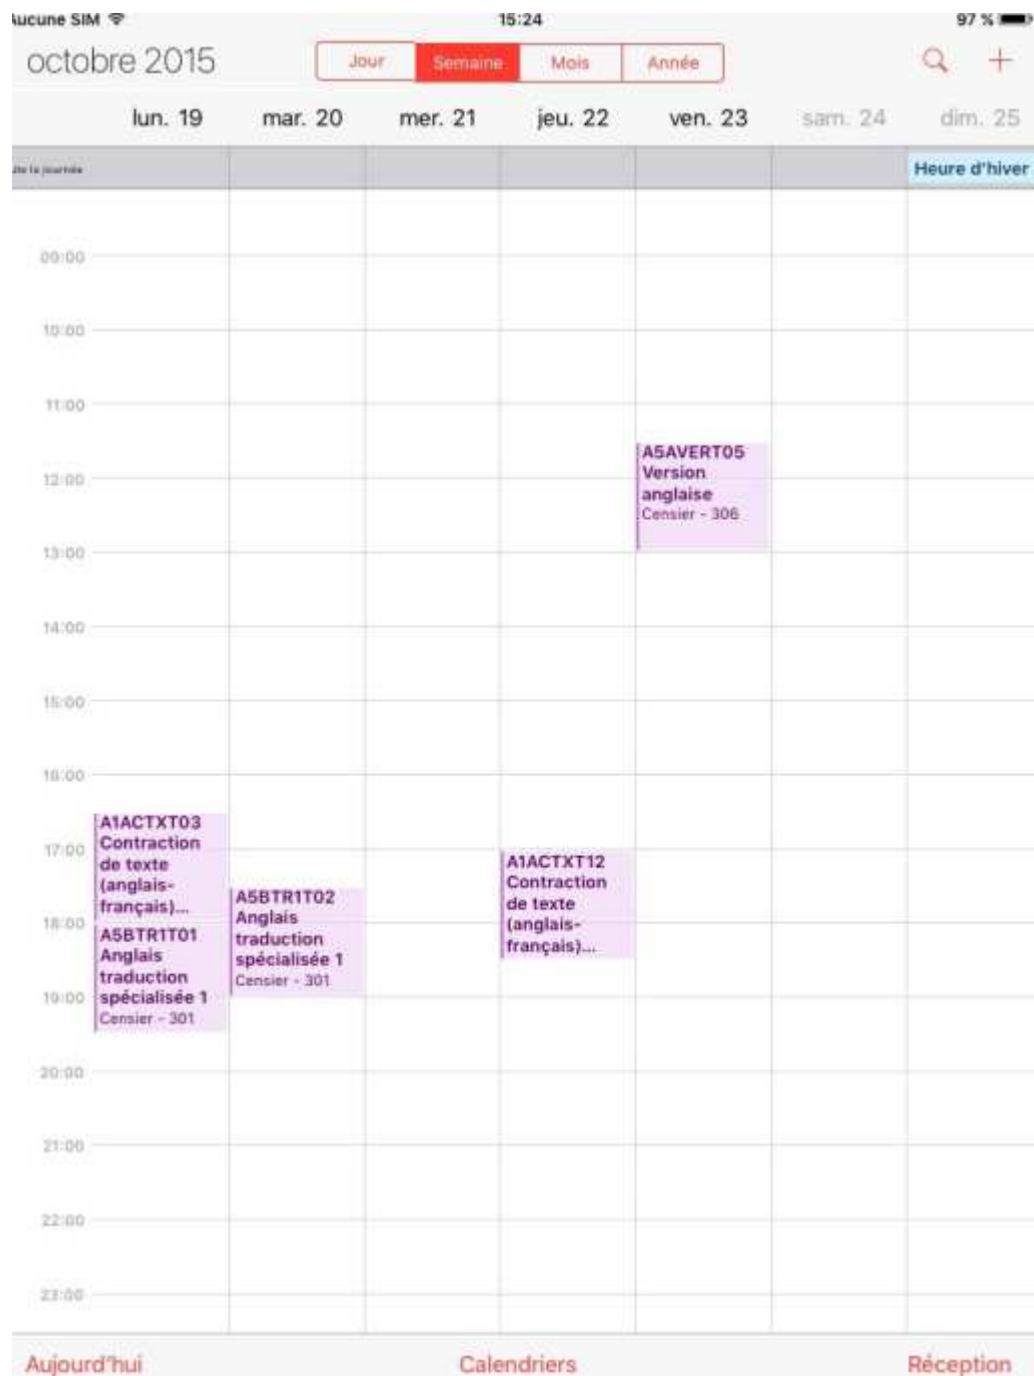 Aucune SIM 15:24 97 %
octobre 2015 Jour Semaine Mois Année
lun. 19 mar. 20 mer. 21 jeu. 22 ven. 23 sam. 24 dim. 25
la journée Heure d'hiver
09:00
10:00
11:00
A5AVERT05
Version
anglaise
Censier - 306
12:00
13:00
14:00
15:00
16:00
A1ACTXT03
Contraction
de texte
(anglais-
français)...
17:00
A5BTR1T01
Anglais
traduction
spécialisée 1
Censier - 301
A5BTR1T02
Anglais
traduction
spécialisée 1
Censier - 301
A1ACTXT12
Contraction
de texte
(anglais-
français)...
18:00
19:00
20:00
21:00
22:00
23:00
Aujourd'hui Calendriers Réception